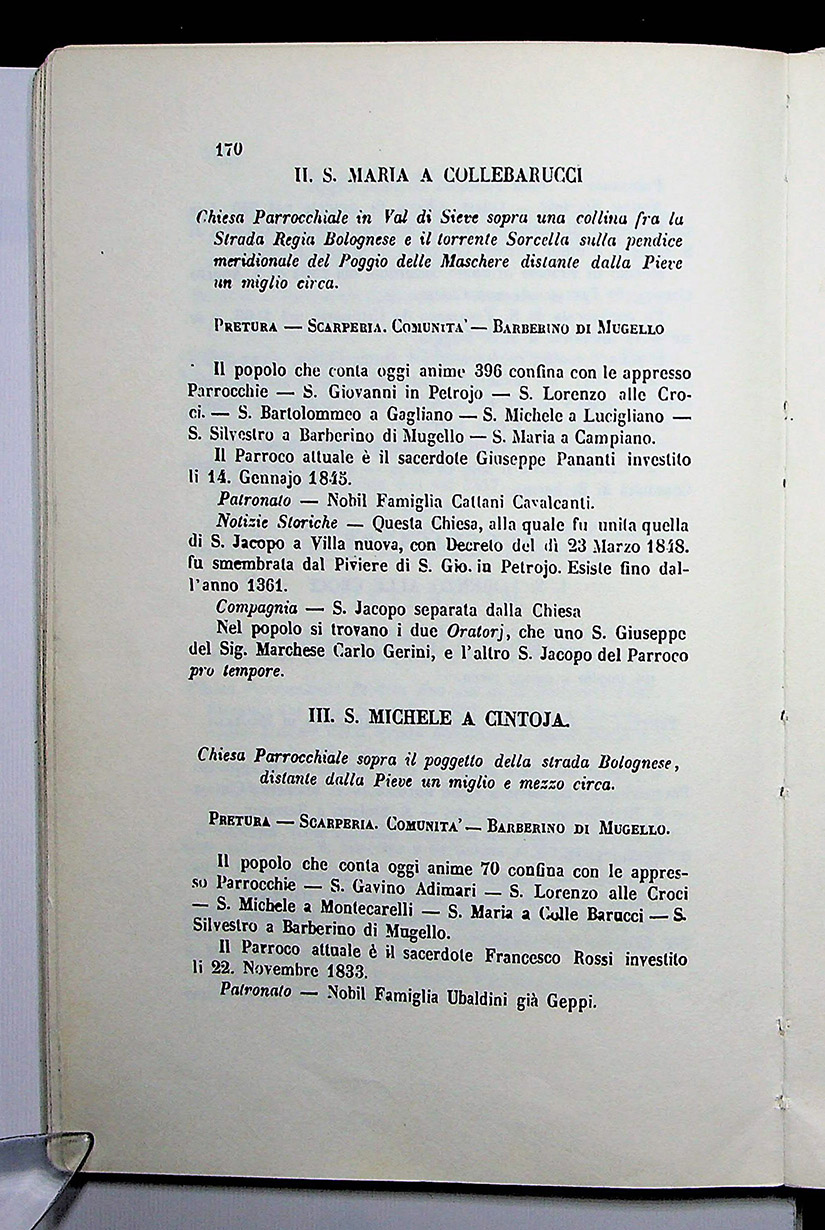 170
II. S. MARIA A COLLEBARUCCI
Chiesa Parrocchiale in Val di Sieve sopra una collina fra la
Strada Regia Bolognese e il torrente Sorcella sulla pendice
meridionale del Poggio delle Maschere distante dalla Pieve
un miglio circa.
PRETURA — SCARPERIA. COMUNITA' — BARBERINO DI MUGELLO
Il popolo che conta oggi anime 396 confina con le appresso
Parrocchie — S. Giovanni in Petrojo — S. Lorenzo alle Cro-
ci. — S. Bartolommeo a Gagliano — S. Michele a Lucigliano —
S. Silvestro a Barberino di Mugello — S. Maria a Campiano.
Il Parroco attuale è il sacerdote Giuseppe Pananti investito
li 14. Gennajo 1845.
Patronato — Nobil Famiglia Cattani Cavalcanti.
Notizie Storiche — Questa Chiesa, alla quale fu unita quella
di S. Jacopo a Villa nuova, con Decreto del dì 23 Marzo 1848.
fu smembrata dal Piviere di S. Gio. in Petrojo. Esiste fino dal-
l'anno 1361.
Compagnia — S. Jacopo separata dalla Chiesa
Nel popolo si trovano i due Oratorj, che uno S. Giuseppe
del Sig. Marchese Carlo Gerini, e l'altro S. Jacopo del Parroco
pro tempore.
III. S. MICHELE A CINTOJA.
Chiesa Parrocchiale sopra il poggetto della strada Bolognese,
distante dalla Pieve un miglio e mezzo circa.
PRETURA — SCARPERIA. COMUNITA' — BARBERINO DI MUGELLO.
Il popolo che conta oggi anime 70 confina con le appres-
so Parrocchie — S. Gavino Adimari — S. Lorenzo alle Croci
— S. Michele a Montecarelli — S. Maria a Colle Barucci — S.
Silvestro a Barberino di Mugello.
Il Parroco attuale è il sacerdote Francesco Rossi investito
li 22. Novembre 1833.
Patronato — Nobil Famiglia Ubaldini già Geppi.